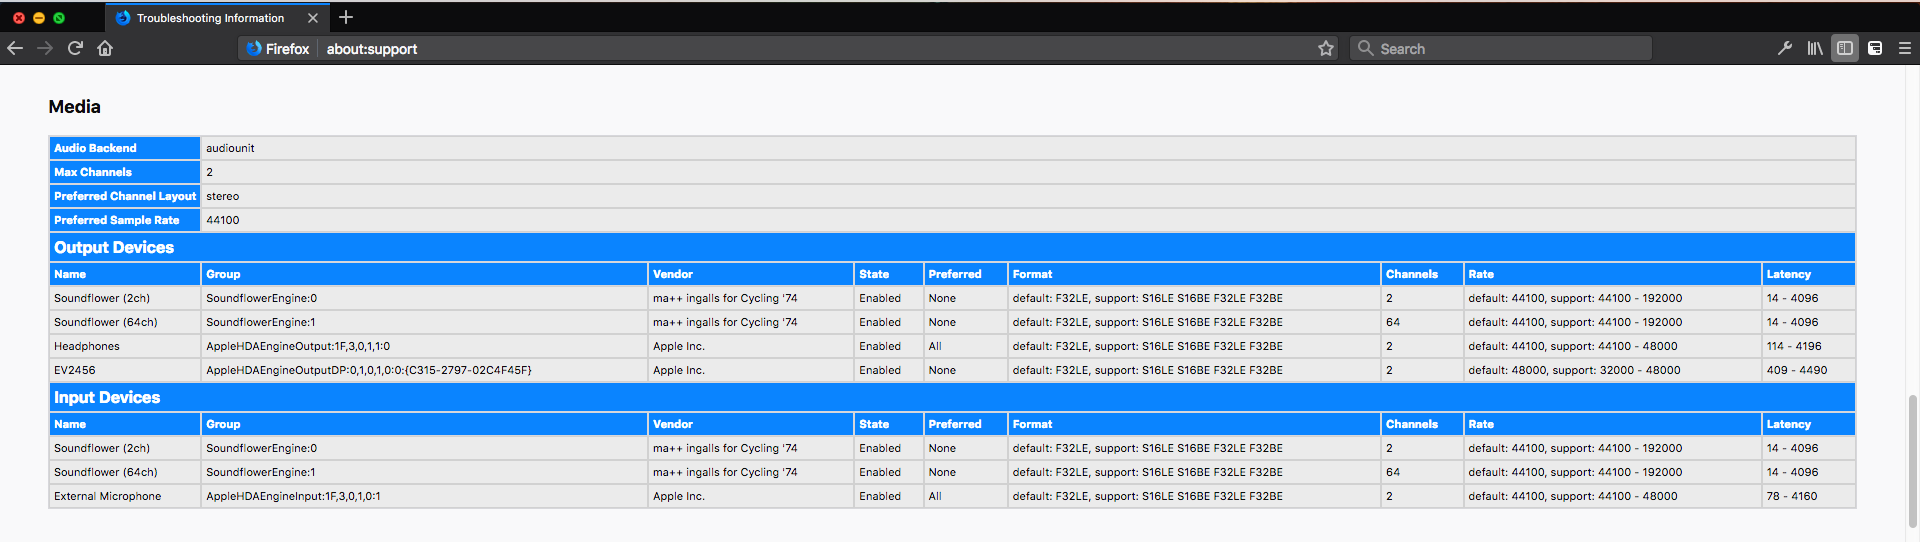 Troubleshooting Information
Firefox about:support Search
Media
Audio Backend audiounit
Max Channels 2
Preferred Channel Layout stereo
Preferred Sample Rate 44100
Output Devices
Name Group Vendor State Preferred Format Channels Rate Latency
Soundflower (2ch) SoundflowerEngine:0 ma++ ingalls for Cycling '74 Enabled None default: F32LE, support: S16LE S16BE F32LE F32BE 2 default: 44100, support: 44100 - 192000 14 - 4096
Soundflower (64ch) SoundflowerEngine:1 ma++ ingalls for Cycling '74 Enabled None default: F32LE, support: S16LE S16BE F32LE F32BE 64 default: 44100, support: 44100 - 192000 14 - 4096
Headphones AppleHDAEngineOutput:1F,3,0,1,1:0 Apple Inc. Enabled All default: F32LE, support: S16LE S16BE F32LE F32BE 2 default: 44100, support: 44100 - 48000 114 - 4196
EV2456 AppleHDAEngineOutputDP:0,1,0,1,0:0:{C315-2797-02C4F45F} Apple Inc. Enabled None default: F32LE, support: S16LE S16BE F32LE F32BE 2 default: 48000, support: 32000 - 48000 409 - 4490
Input Devices
Name Group Vendor State Preferred Format Channels Rate Latency
Soundflower (2ch) SoundflowerEngine:0 ma++ ingalls for Cycling '74 Enabled None default: F32LE, support: S16LE S16BE F32LE F32BE 2 default: 44100, support: 44100 - 192000 14 - 4096
Soundflower (64ch) SoundflowerEngine:1 ma++ ingalls for Cycling '74 Enabled None default: F32LE, support: S16LE S16BE F32LE F32BE 64 default: 44100, support: 44100 - 192000 14 - 4096
External Microphone AppleHDAEngineInput:1F,3,0,1,0:1 Apple Inc. Enabled All default: F32LE, support: S16LE S16BE F32LE F32BE 2 default: 44100, support: 44100 - 48000 78 - 4160